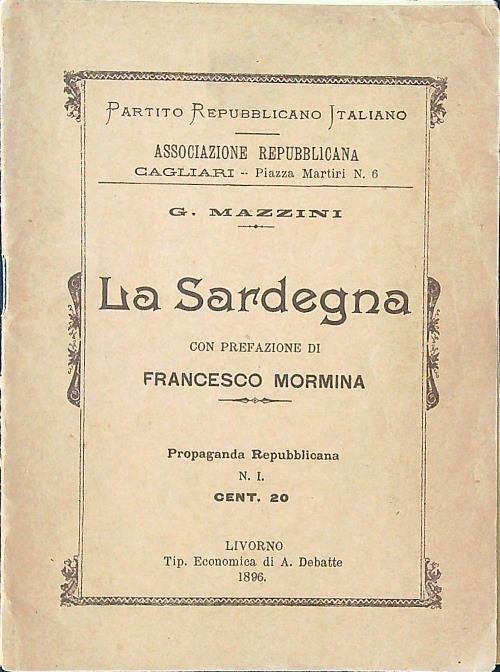 PARTITO REPUBBLICANO ITALIANO
ASSOCIAZIONE REPUBBLICANA
CAGLIARI -- Piazza Martiri N. 6
G. MAZZINI
La Sardegna
CON PREFAZIONE DI
FRANCESCO MORMINA
Propaganda Repubblicana
N. I.
CENT. 20
LIVORNO
Tip. Economica di A. Debatte
1896.